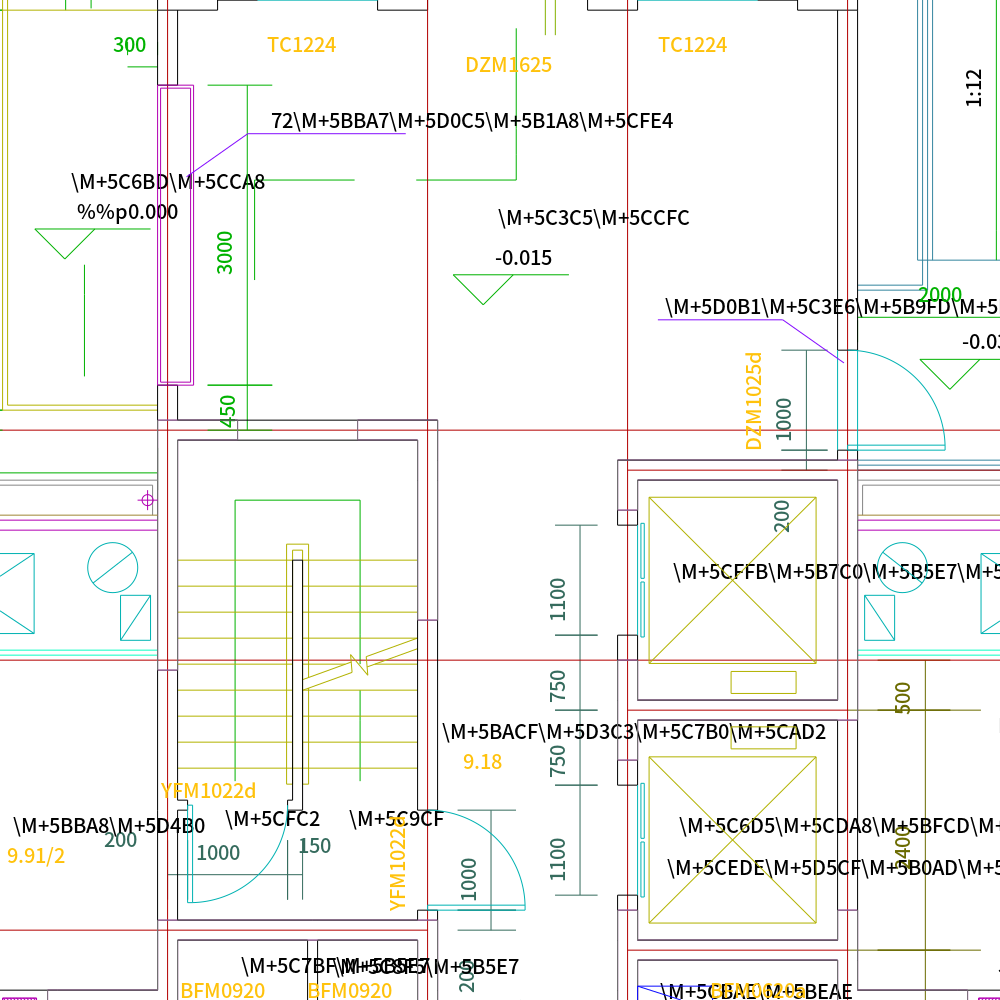 300
TC1224
TC1224
DZM1625
1:12
72\M+5BBA7\M+5D0C5\M+5B1A8\M+5CFE4
\M+5C6BD\M+5CCA8
%%p0.000
\M+5C3C5\M+5CCFC
3000
-0.015
2000
\M+5D0B1\M+5C3E6\M+5B9FD\M+5
-0.03
DZM1025d
1000
450
200
\M+5CFFB\M+5B7C0\M+5B5E7\M+5
1100
750
500
\M+5BACF\M+5D3C3\M+5C7B0\M+5CAD2
9.18
750
YFM1022d
\M+5BBA8\M+5D4B0
\M+5CFC2
\M+5C9CF
\M+5C6D5\M+5CDA8\M+5BFCD\M+
200
1000
150
9.91/2
YFM1022d
1000
1100
2400
\M+5CEDE\M+5D5CF\M+5B0AD\M+5
200
BFM0920
BFM0920